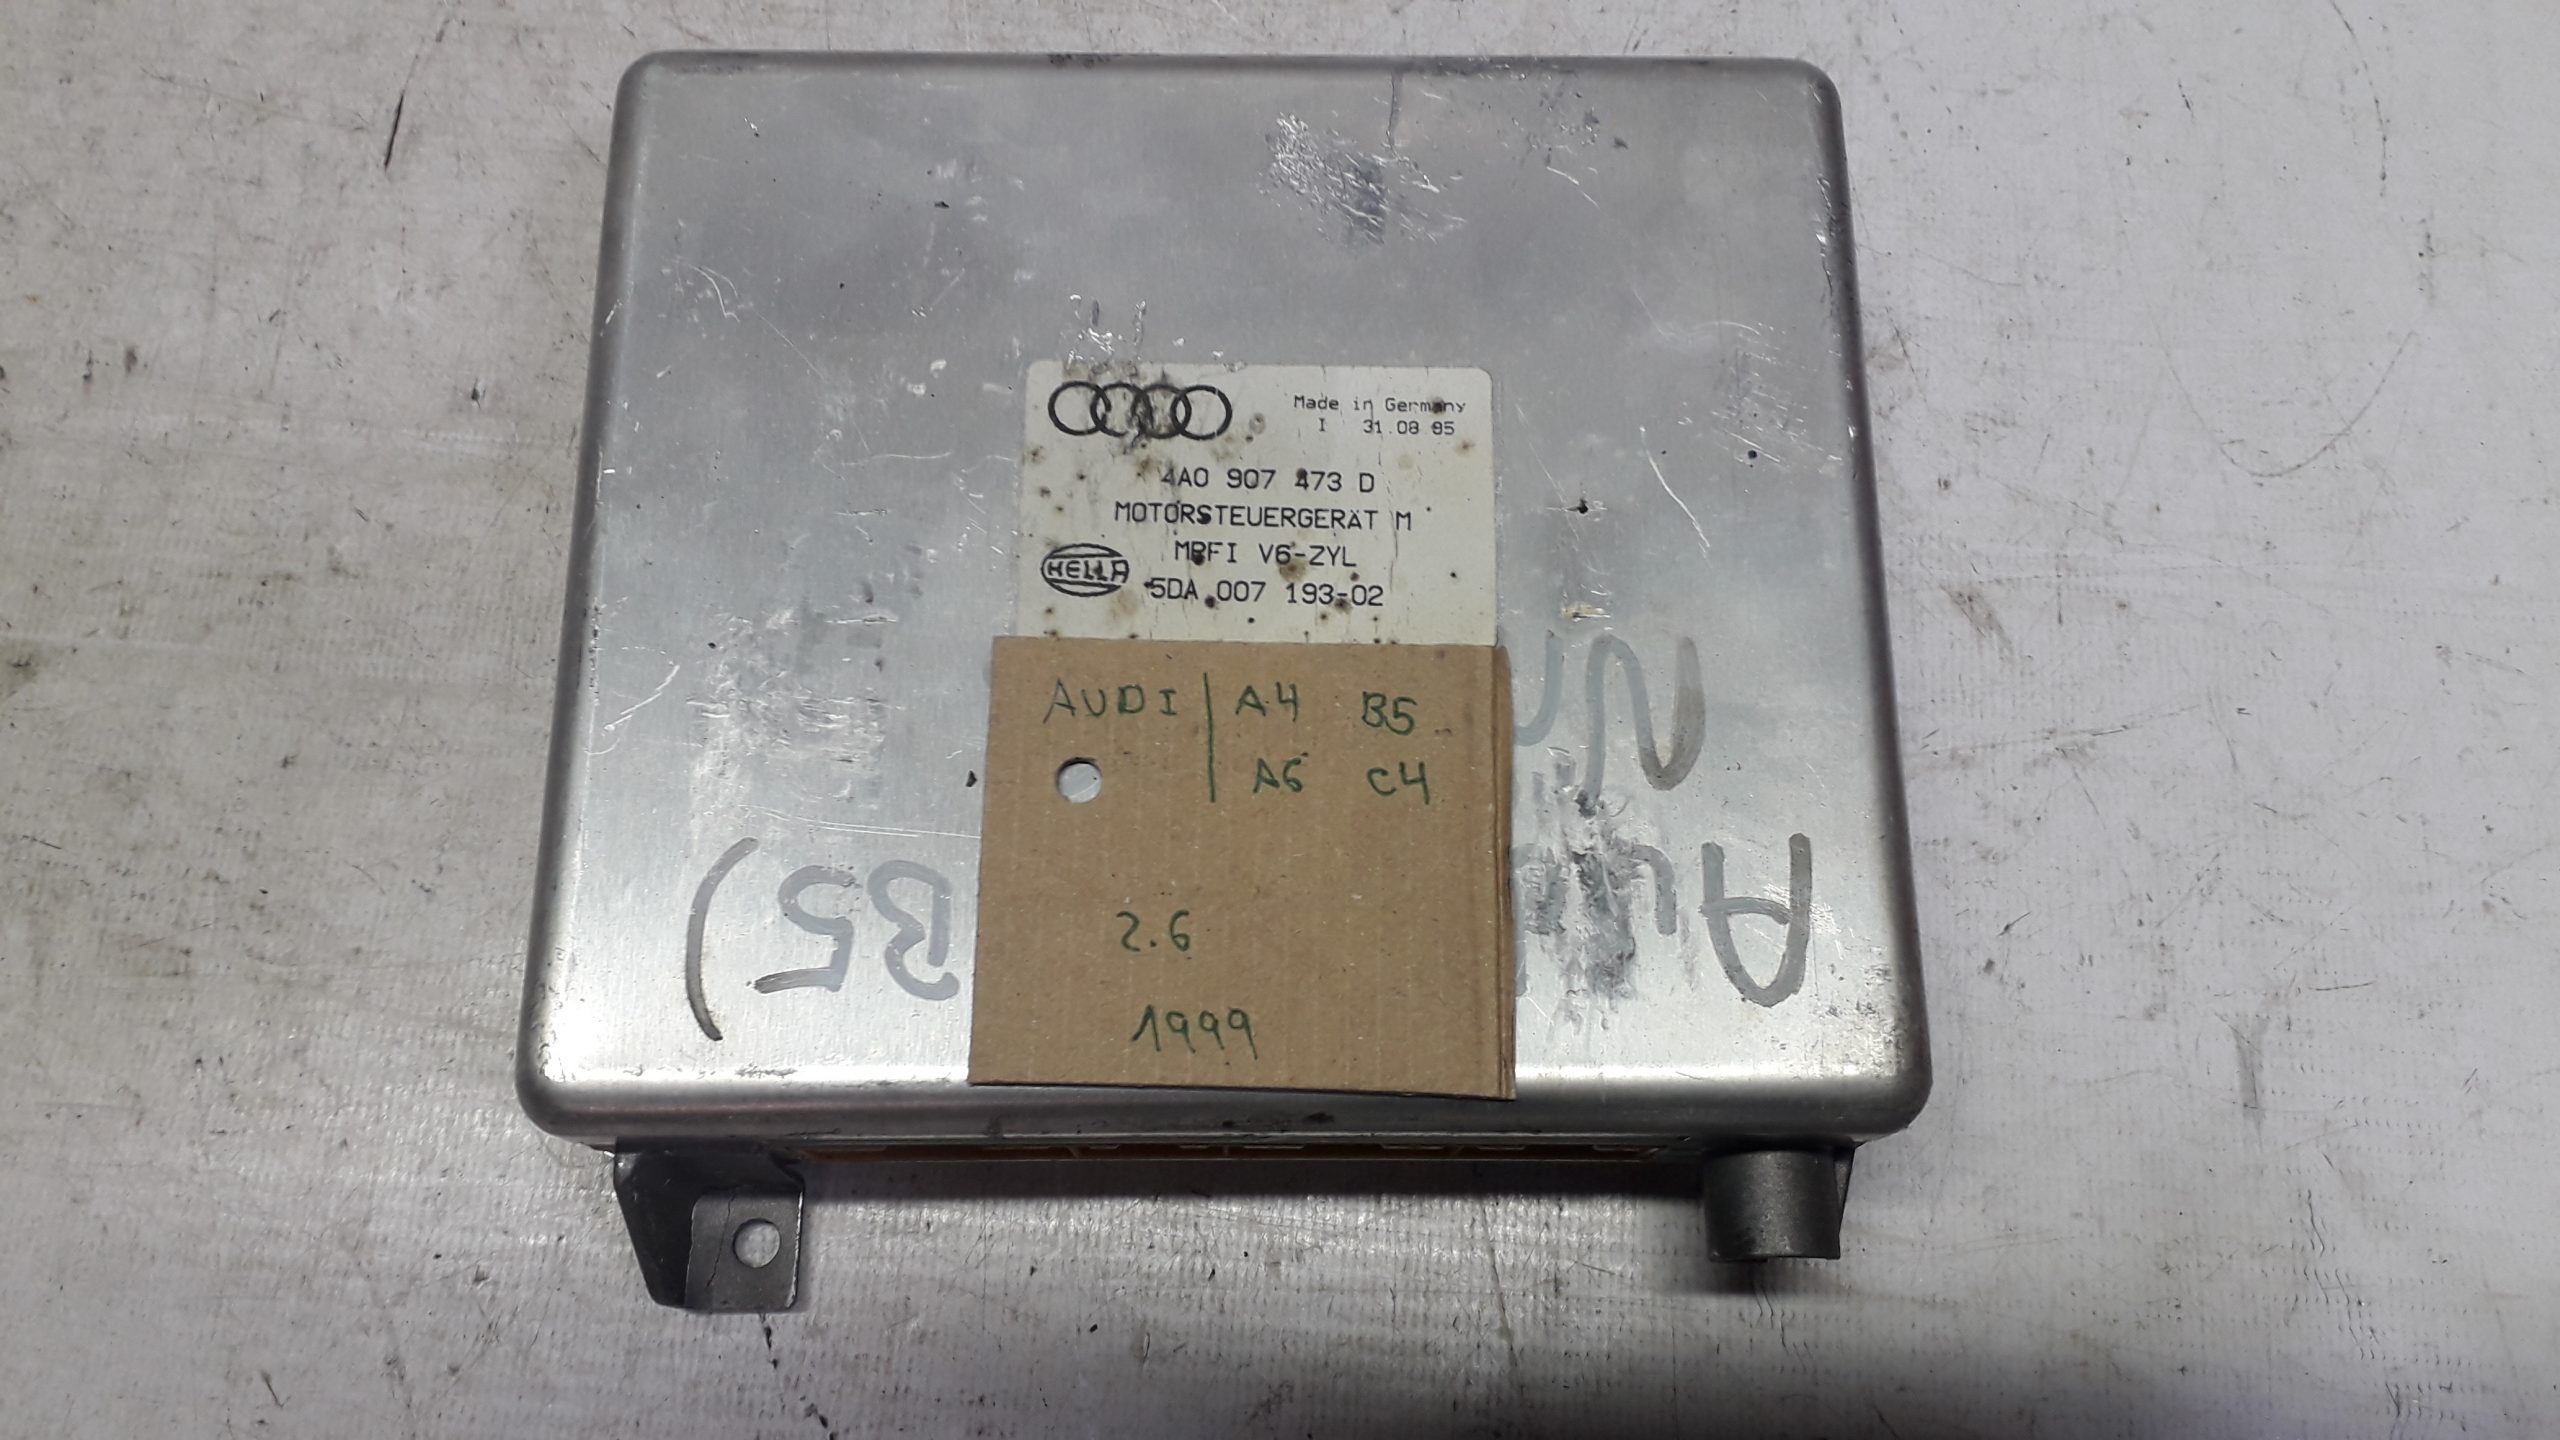 Made in Germany
I 31.08.95
4A0 907 473 D
MOTORSTEUERGERÄT M
MPFI V6-ZYL
HELLA 5DA 007 193-02
AUDI | A4 B5
A6 C4
2.6
1999
B5)